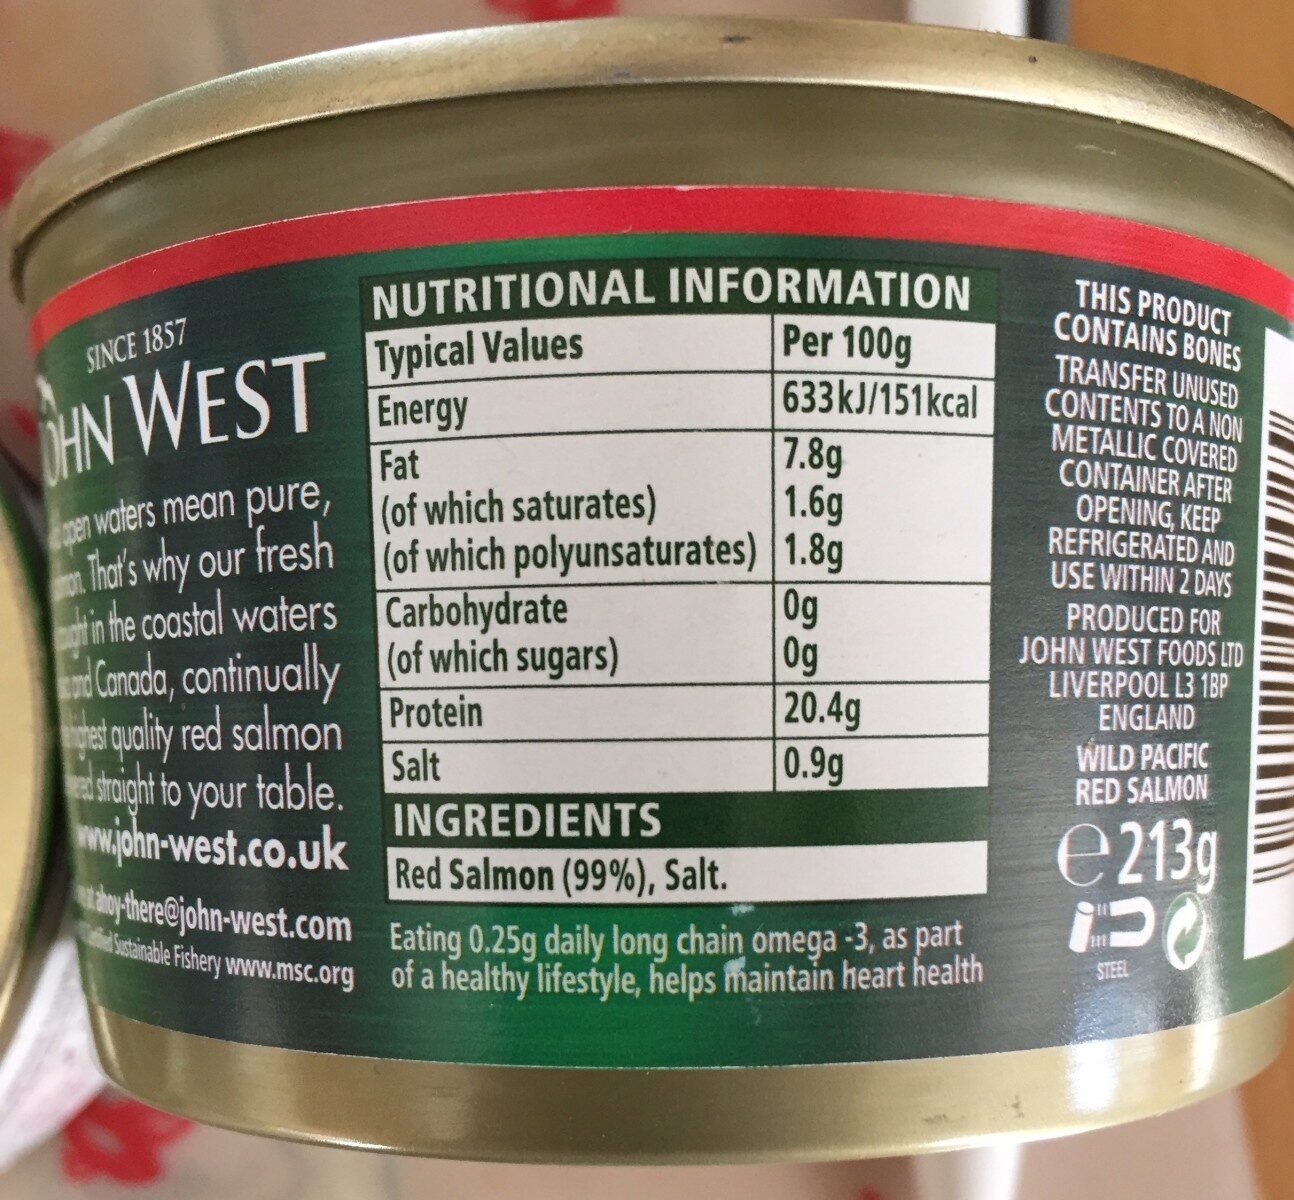 SINCE 1857
JOHN WEST
open waters mean pure,
That's why our fresh
in the coastal waters
and Canada, continually
highest quality red salmon
straight to your table.
www.john-west.co.uk
at ahoy-there@john-west.com
Sustainable Fishery www.msc.org
NUTRITIONAL INFORMATION
Typical Values Per 100g
Energy 633kJ/151kcal
Fat 7.8g
(of which saturates) 1.6g
(of which polyunsaturates) 1.8g
Carbohydrate 0g
(of which sugars) 0g
Protein 20.4g
Salt 0.9g
INGREDIENTS
Red Salmon (99%), Salt.
Eating 0.25g daily long chain omega -3, as part
of a healthy lifestyle, helps maintain heart health
THIS PRODUCT
CONTAINS BONES
TRANSFER UNUSED
CONTENTS TO A NON
METALLIC COVERED
CONTAINER AFTER
OPENING, KEEP
REFRIGERATED AND
USE WITHIN 2 DAYS
PRODUCED FOR
JOHN WEST FOODS LTD
LIVERPOOL L3 1BP
ENGLAND
WILD PACIFIC
RED SALMON
e 213g
STEEL